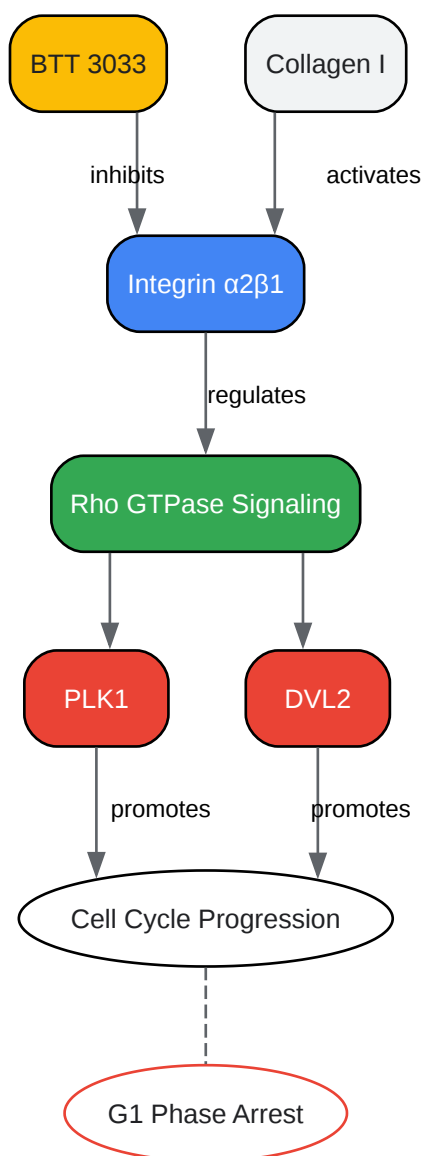 BTT 3033
Collagen I
inhibits
activates
Integrin α2β1
regulates
Rho GTPase Signaling
PLK1
DVL2
promotes
promotes
Cell Cycle Progression
G1 Phase Arrest